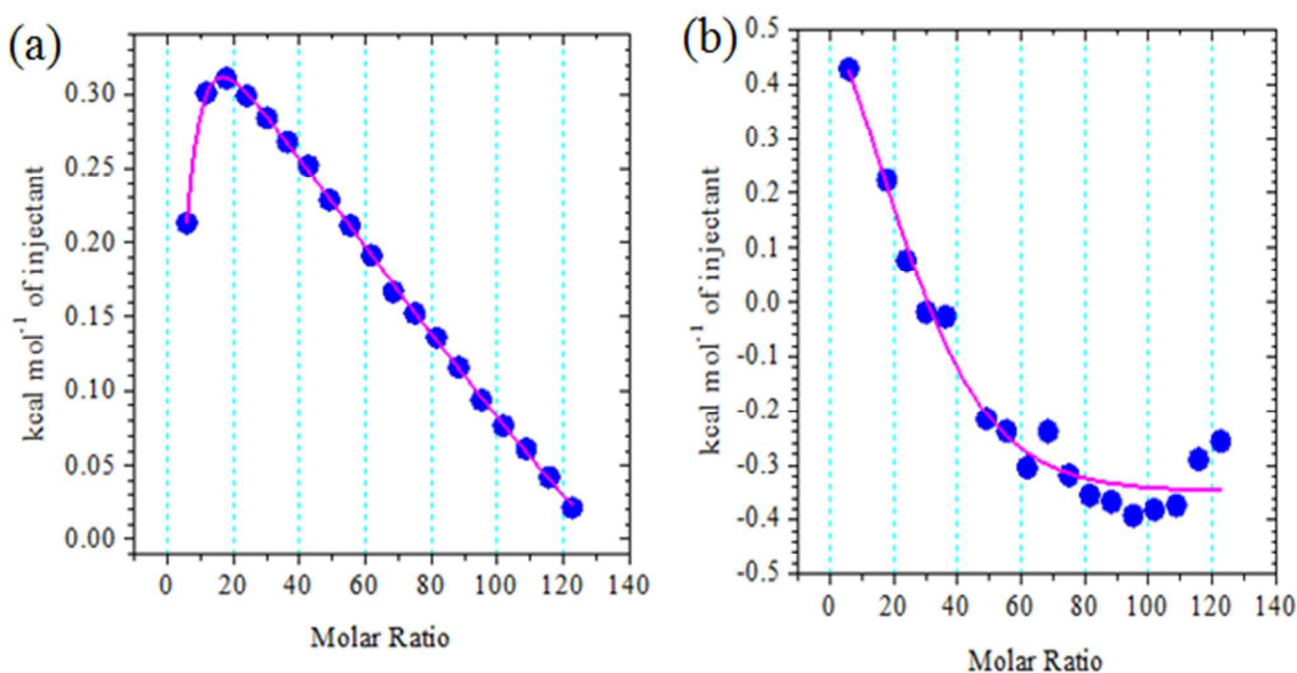 (a)
kcal mol⁻¹ of injectant
0.30
0.25
0.20
0.15
0.10
0.05
0.00
0 20 40 60 80 100 120 140
Molar Ratio
(b)
kcal mol⁻¹ of injectant
0.5
0.4
0.3
0.2
0.1
0.0
-0.1
-0.2
-0.3
-0.4
-0.5
0 20 40 60 80 100 120 140
Molar Ratio